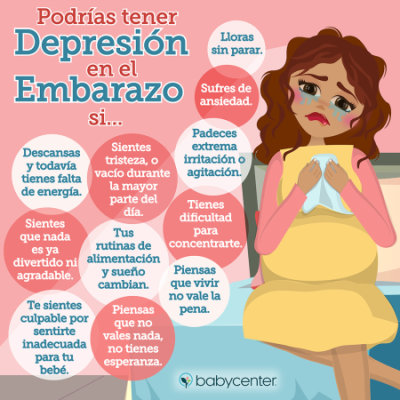 Podrías tener
Depresión
en el
Embarazo
si...
Lloras
sin parar.
Sufres de
ansiedad.
Padeces
extrema
irritación o
agitación.
Descansas
y todavía
tienes falta
de energía.
Sientes
tristeza, o
vacío durante
la mayor
parte del
día.
Tienes
dificultad
para
concentrarte.
Sientes
que nada
es ya
divertido ni
agradable.
Tus
rutinas de
alimentación
y sueño
cambian.
Piensas
que vivir
no vale la
pena.
Te sientes
culpable por
sentirte
inadecuada
para tu
bebé.
Piensas
que no
vales nada,
no tienes
esperanza.
babycenter